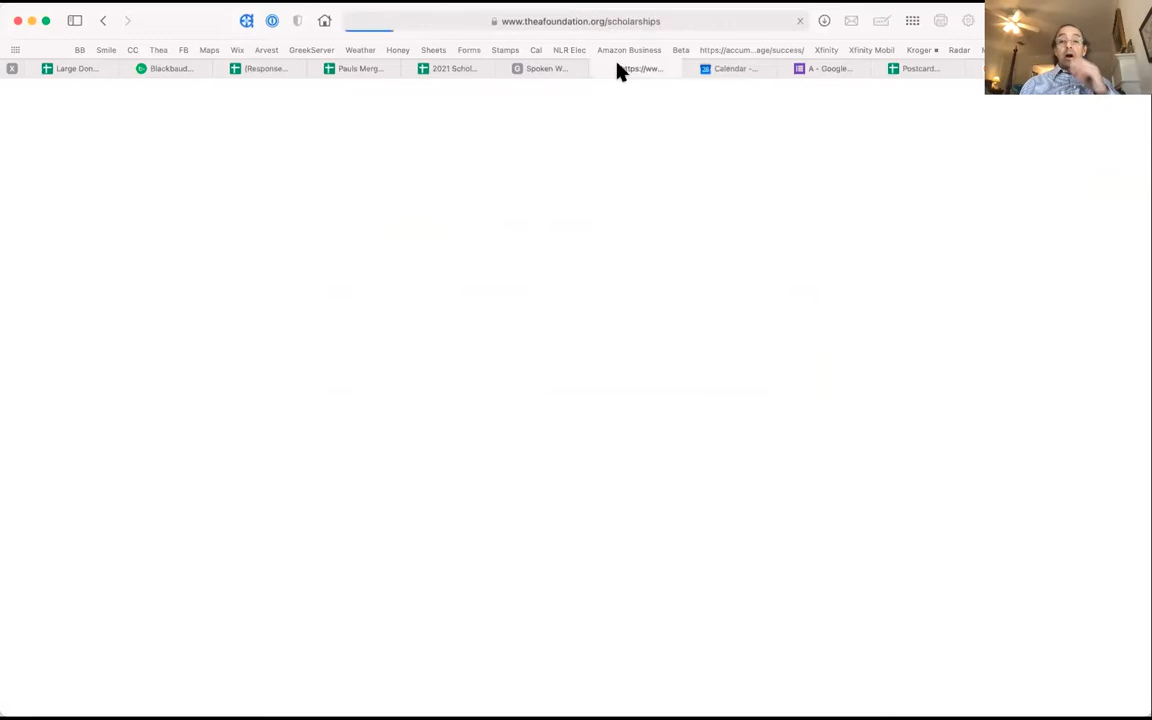 www.theafoundation.org/scholarships
BB Smile CC Thea FB Maps Wix Arvest GreekServer Weather Honey Sheets Forms Stamps Cal NLR Elec Amazon Business Beta https://accum...age/success/ Xfinity Xfinity Mobil Kroger Radar
X Large Don... Blackbaud... (Response... Pauls Merg... 2021 Schol... Spoken W... https://ww... Calendar -... A - Google... Postcard...